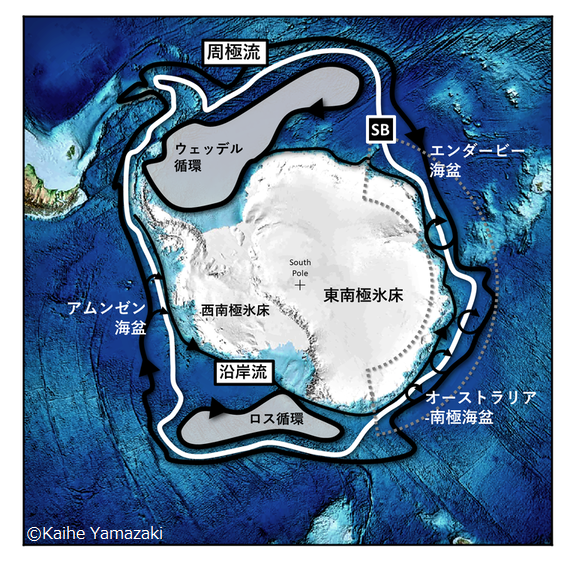 周極流
ウェッデル
循環
SB
エンダービー
海盆
South
Pole
東南極氷床
西南極氷床
アムンゼン
海盆
沿岸流
オーストラリア
-南極海盆
ロス循環
©Kaihe Yamazaki